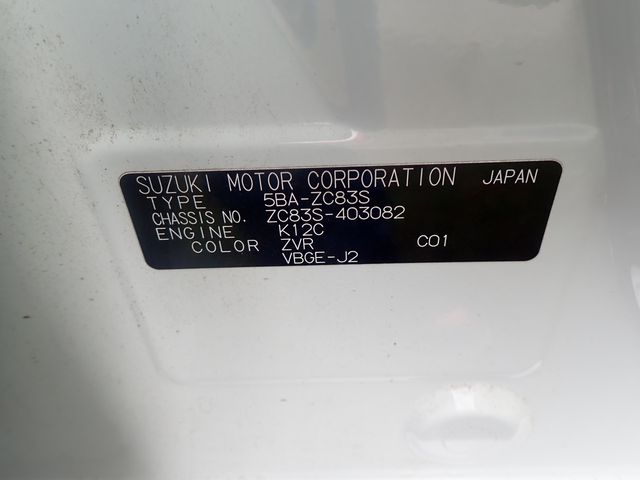 SUZUKI MOTOR CORPORATION JAPAN
TYPE 5BA-ZC83S
CHASSIS NO. ZC83S-403082
ENGINE K12C
COLOR ZVR C01
VBGE-J2